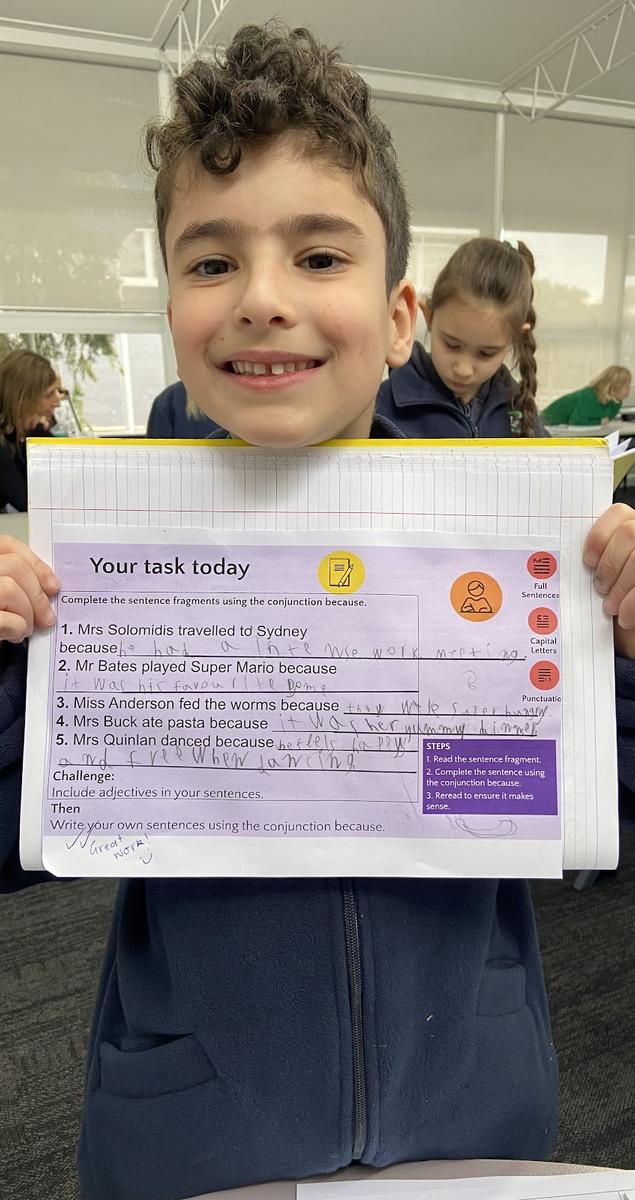 Your task today
Complete the sentence fragments using the conjunction because.
Full
Sentences
Capital
Letters
Punctuatio
1. Mrs Solomidis travelled to Sydney
because he had a intense work meeting.
2. Mr Bates played Super Mario because
it was his favourite game
3. Miss Anderson fed the worms because they were super hungry.
4. Mrs Buck ate pasta because it was her yummy dinner
5. Mrs Quinlan danced because happy
and free when dancing
STEPS
1. Read the sentence fragment.
2. Complete the sentence using
the conjunction because.
3. Reread to ensure it makes
sense.
Challenge:
Include adjectives in your sentences.
Then
Write your own sentences using the conjunction because.
Great
work!